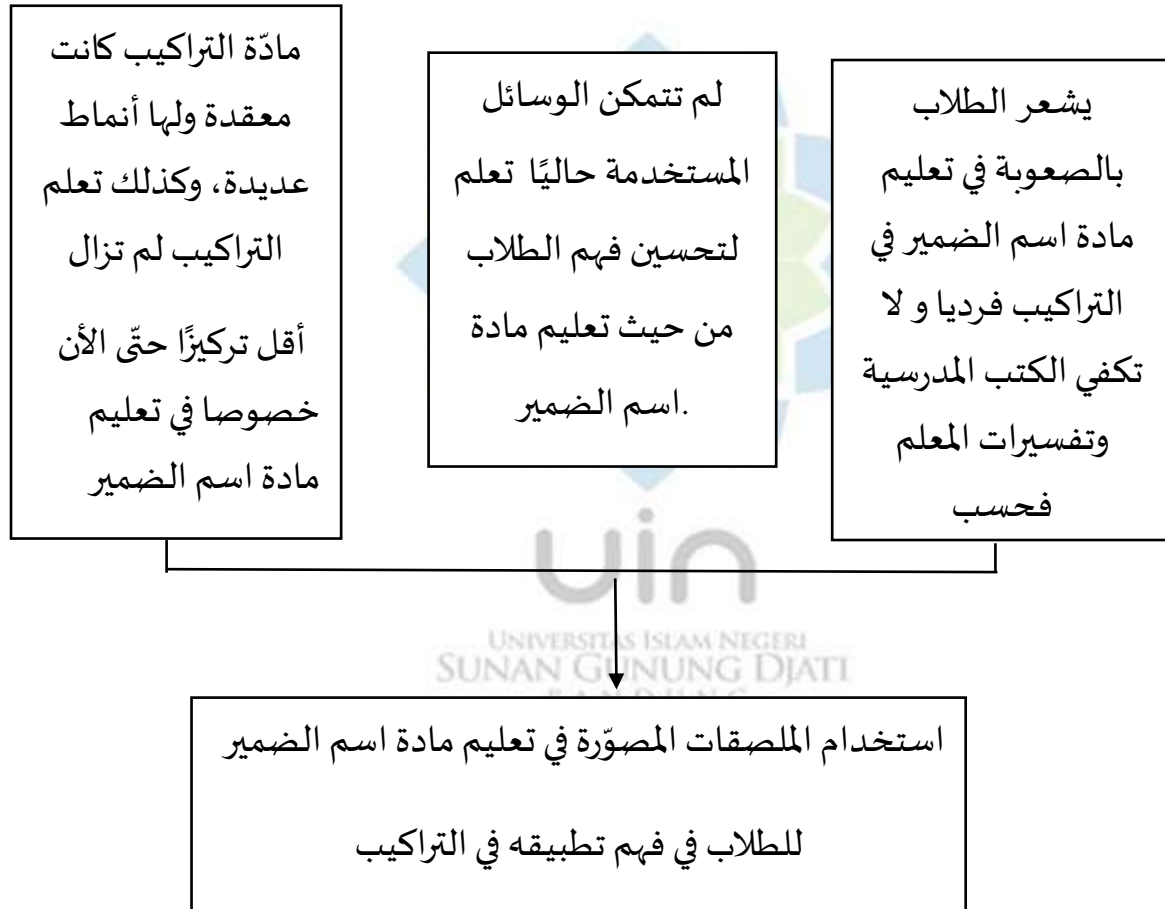 يشعر الطلاب
بالصعوبة في تعليم
مادة اسم الضمير في
التراكيب فرديا و لا
تكفي الكتب المدرسية
وتفسيرات المعلم
فحسب
لم تتمكن الوسائل
المستخدمة حاليًا تعلم
لتحسين فهم الطلاب
من حيث تعليم مادة
اسم الضمير.
مادّة التراكيب كانت
معقدة ولها أنماط
عديدة، وكذلك تعلم
التراكيب لم تزال
أقل تركيزًا حتّى الأن
خصوصا في تعليم
مادة اسم الضمير
uin
UNIVERSITAS ISLAM NEGERI
SUNAN GUNUNG DJATI
استخدام الملصقات المصوّرة في تعليم مادة اسم الضمير
للطلاب في فهم تطبيقه في التراكيب